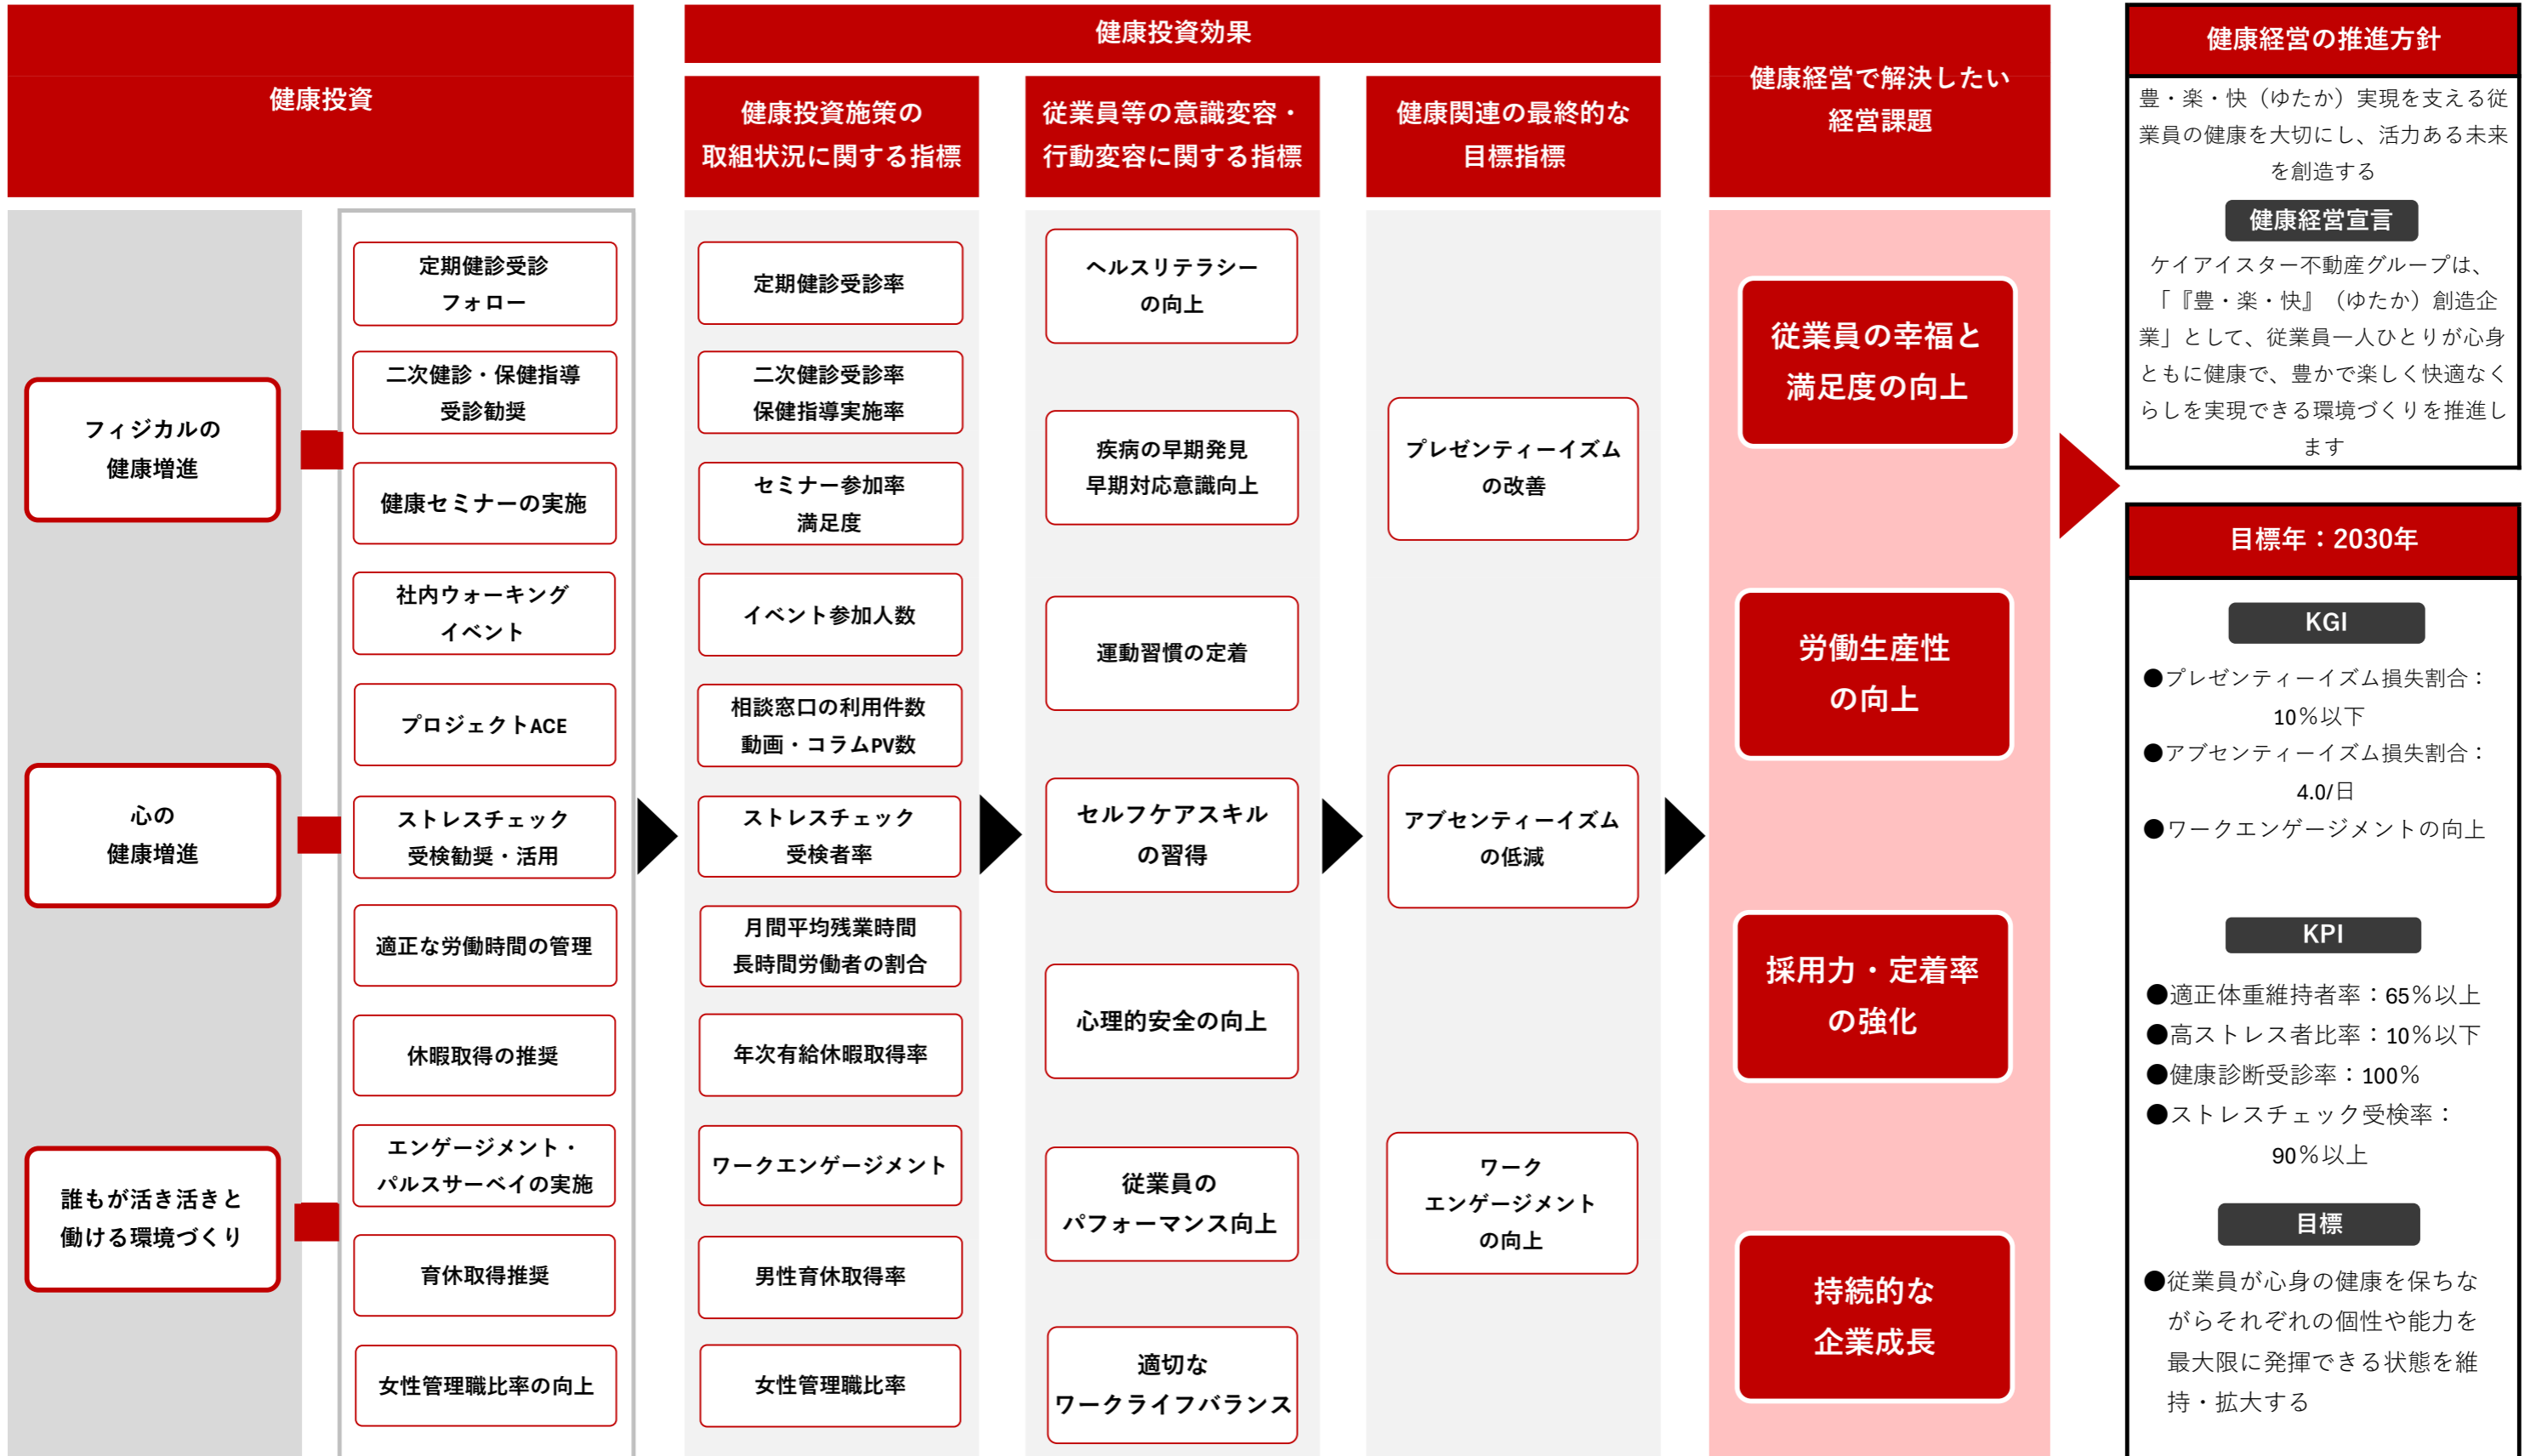 健康投資
健康投資効果
健康投資施策の
取組状況に関する指標
従業員等の意識変容・
行動変容に関する指標
健康関連の最終的な
目標指標
健康経営で解決したい
経営課題
フィジカルの
健康増進
心の
健康増進
誰もが活き活きと
働ける環境づくり
定期健診受診
フォロー
二次健診・保健指導
受診勧奨
健康セミナーの実施
社内ウォーキング
イベント
プロジェクトACE
ストレスチェック
受検勧奨・活用
適正な労働時間の管理
休暇取得の推奨
エンゲージメント・
パルスサーベイの実施
育休取得推奨
女性管理職比率の向上
定期健診受診率
二次健診受診率
保健指導実施率
セミナー参加率
満足度
イベント参加人数
相談窓口の利用件数
動画・コラムPV数
ストレスチェック
受検者率
月間平均残業時間
長時間労働者の割合
年次有給休暇取得率
ワークエンゲージメント
男性育休取得率
女性管理職比率
ヘルスリテラシー
の向上
疾病の早期発見
早期対応意識向上
運動習慣の定着
セルフケアスキル
の習得
心理的安全の向上
従業員の
パフォーマンス向上
適切な
ワークライフバランス
プレゼンティーイズム
の改善
アブセンティーイズム
の低減
ワーク
エンゲージメント
の向上
従業員の幸福と
満足度の向上
労働生産性
の向上
採用力・定着率
の強化
持続的な
企業成長
健康経営の推進方針
豊・楽・快（ゆたか）実現を支える従
業員の健康を大切にし、活力ある未来
を創造する
健康経営宣言
ケイアイスター不動産グループは、
「『豊・楽・快』（ゆたか）創造企
業」として、従業員一人ひとりが心身
ともに健康で、豊かで楽しく快適なく
らしを実現できる環境づくりを推進し
ます
目標年：2030年
KGI
●プレゼンティーイズム損失割合：
10％以下
●アブセンティーイズム損失割合：
4.0/日
●ワークエンゲージメントの向上
KPI
●適正体重維持者率：65％以上
●高ストレス者比率：10％以下
●健康診断受診率：100％
●ストレスチェック受検率：
90％以上
目標
●従業員が心身の健康を保ちな
がらそれぞれの個性や能力を
最大限に発揮できる状態を維
持・拡大する